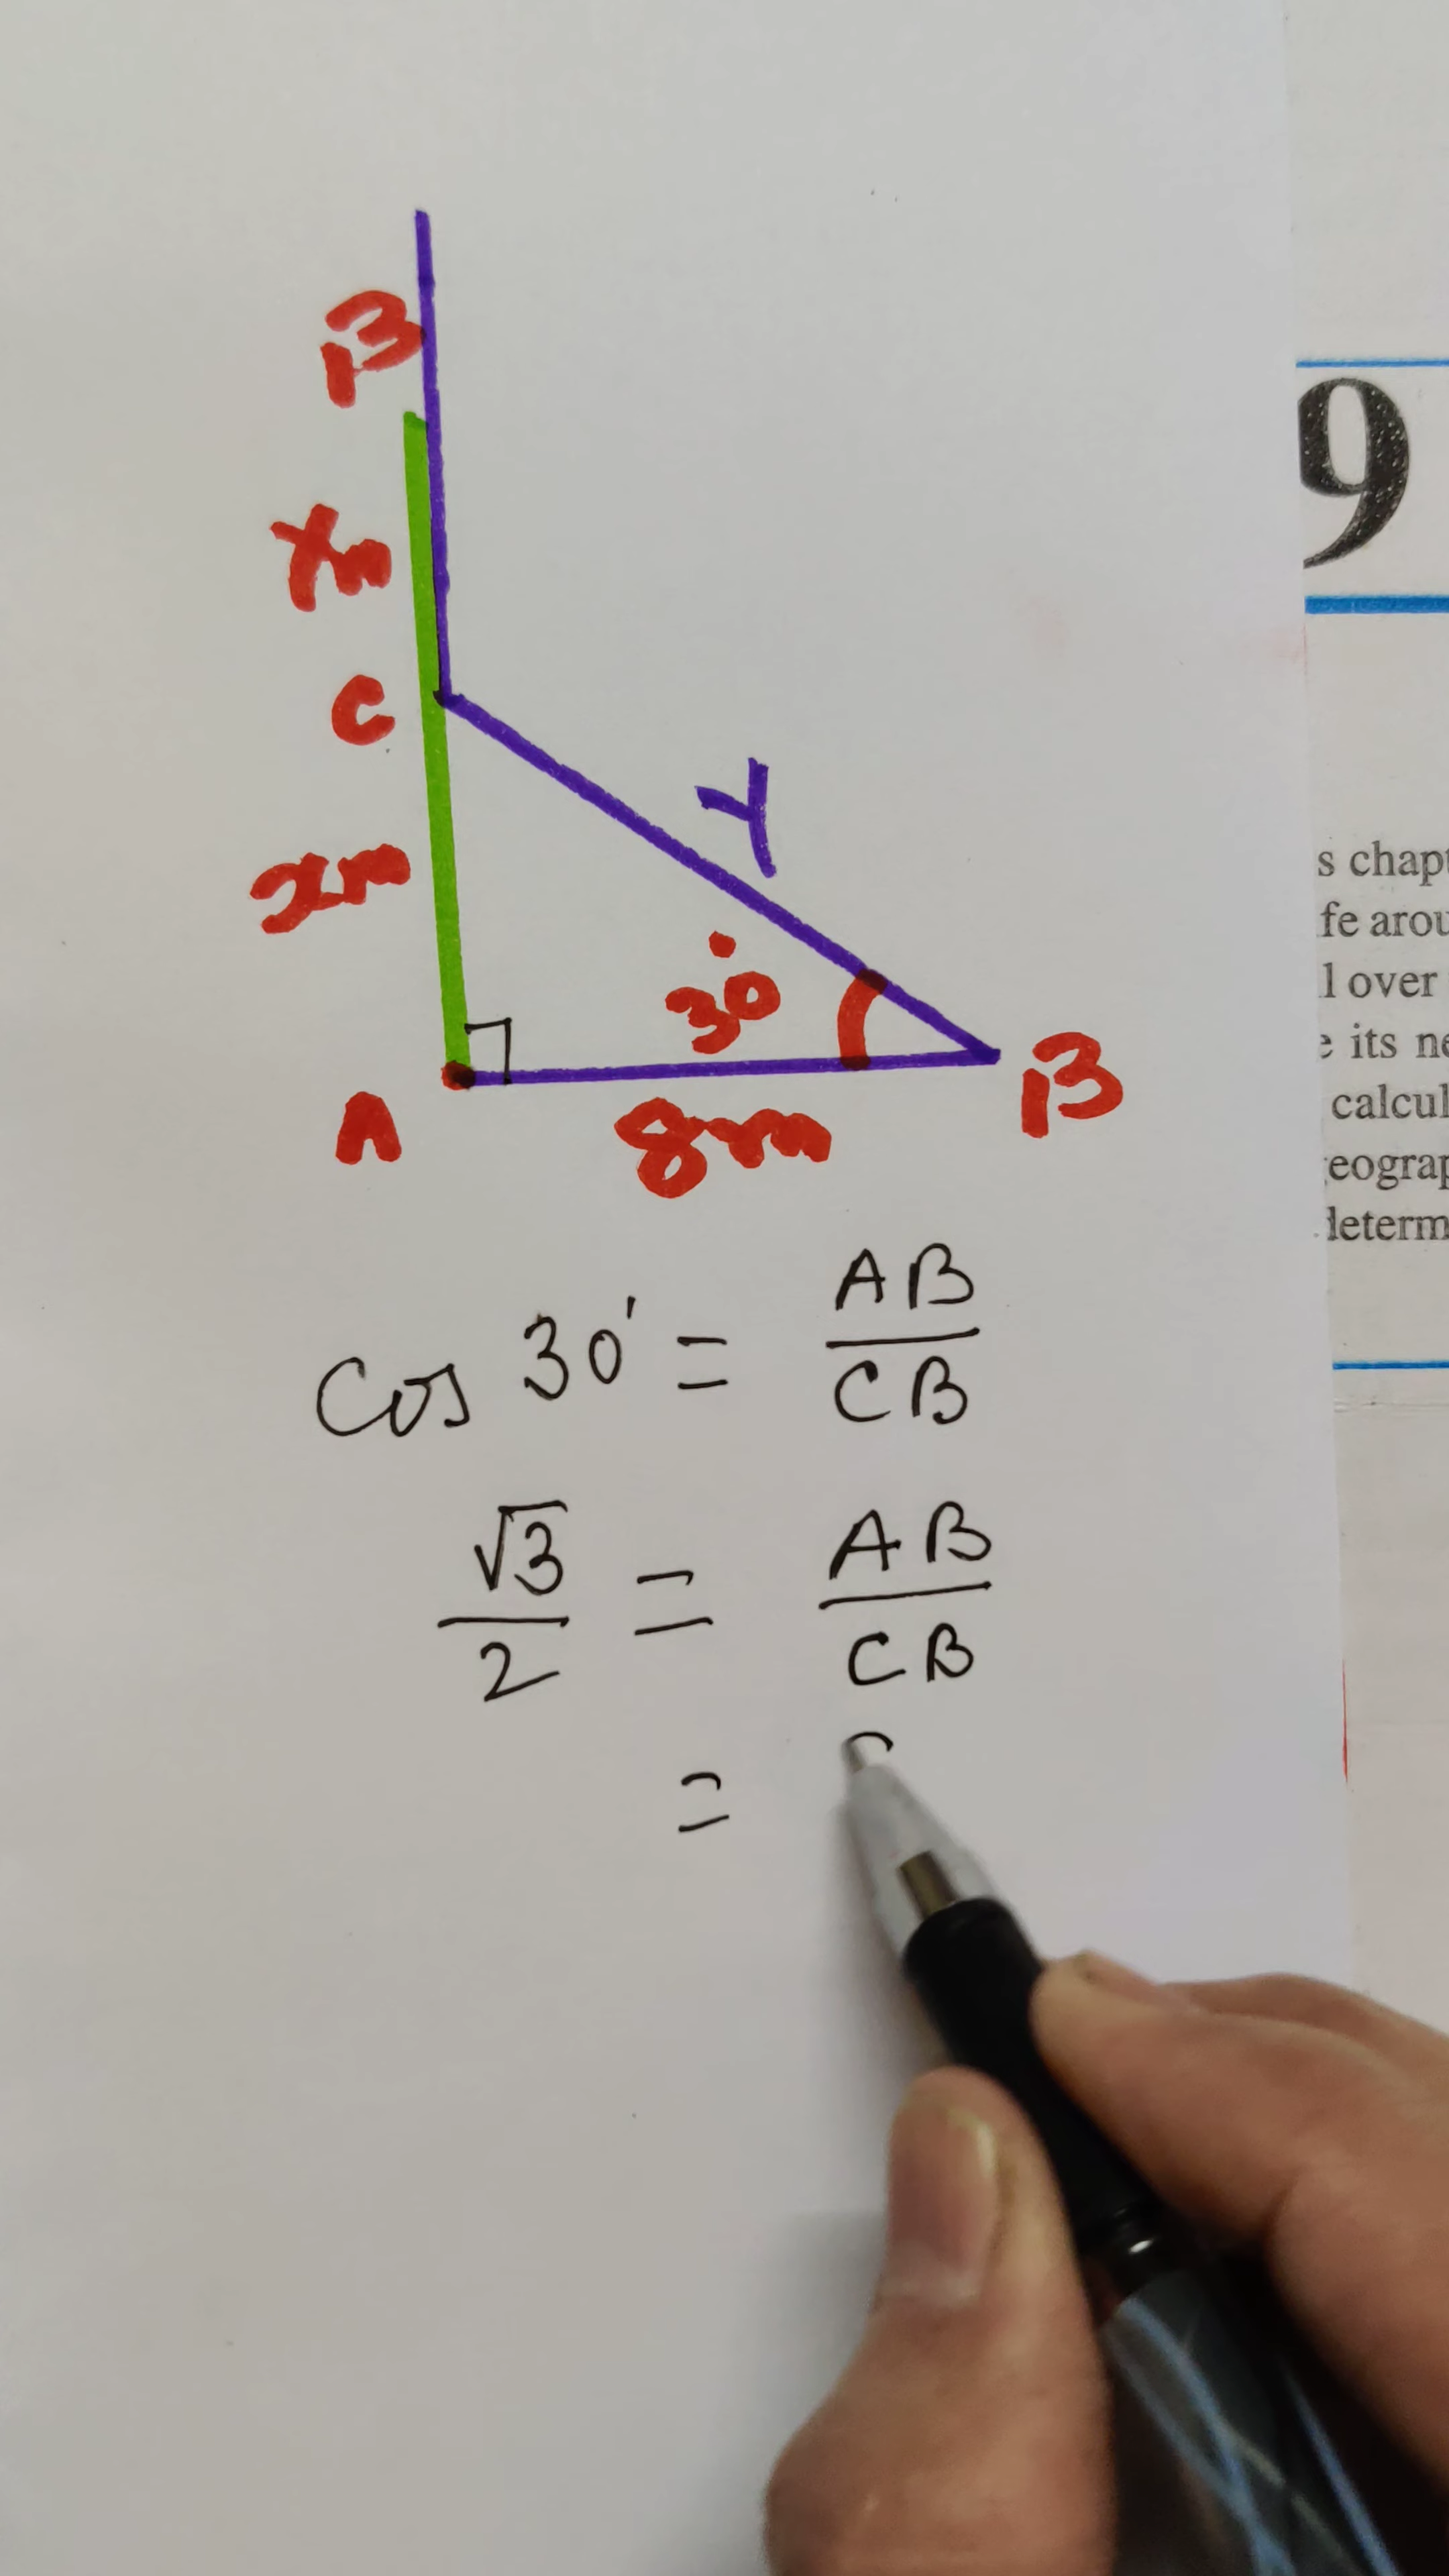 B
Ym
C
xm
Y
30°
A
8m
B
Cos 30' = AB
CB
√3 = AB
2 CB
=
9
s chapt
fe arou
l over
its ne
calcul
eograp
determ